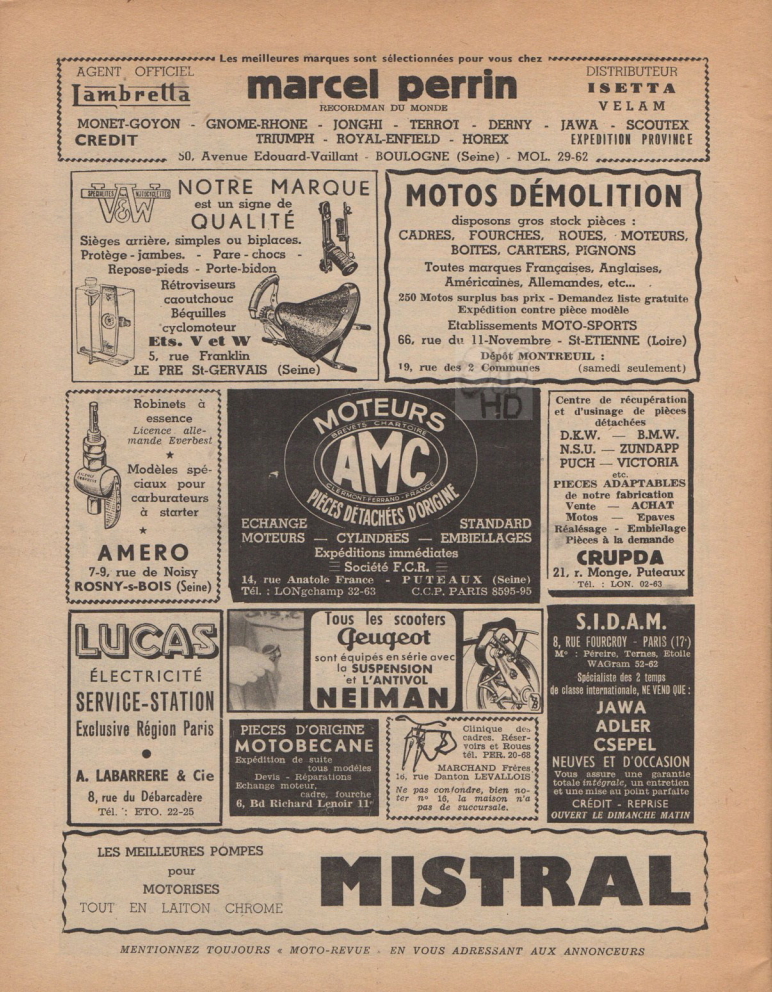 Les meilleures marques sont sélectionnées pour vous chez
AGENT OFFICIEL
Lambretta
marcel perrin
RECORDMAN DU MONDE
DISTRIBUTEUR
ISETTA
VELAM
MONET-GOYON - GNOME-RHONE - JONGHI - TERROT - DERNY - JAWA - SCOUTEX
CREDIT
TRIUMPH - ROYAL-ENFIELD - HOREX
EXPEDITION PROVINCE
50, Avenue Edouard-Vaillant - BOULOGNE (Seine) - MOL. 29-62
SPECIALITES MOTOCYCLETTES
V&W
NOTRE MARQUE
est un signe de
QUALITÉ
Sièges arrière, simples ou biplaces.
Protège-jambes. - Pare-chocs -
Repose-pieds - Porte-bidon
Rétroviseurs
caoutchouc
Béquilles
cyclomoteur
Ets. V et W
5, rue Franklin
LE PRE St-GERVAIS (Seine)
MOTOS DÉMOLITION
disposons gros stock pièces :
CADRES, FOURCHES, ROUES, MOTEURS,
BOITES, CARTERS, PIGNONS
Toutes marques Françaises, Anglaises,
Américaines, Allemandes, etc...
250 Motos surplus bas prix - Demandez liste gratuite
Expédition contre pièce modèle
Etablissements MOTO-SPORTS
66, rue du 11-Novembre - St-ETIENNE (Loire)
Dépôt MONTREUIL :
19, rue des 2 Communes (samedi seulement)
H.D
Robinets à
essence
Licence alle-
mande Everbest
Modèles spé-
ciaux pour
carburateurs
à starter
AMERO
7-9, rue de Noisy
ROSNY-s-BOIS (Seine)
MOTEURS
BREVETS CHARTOIRE
AMC
CLERMONT-FERRAND - FRANCE
PIÈCES DÉTACHÉES D'ORIGINE
ECHANGE STANDARD
MOTEURS — CYLINDRES — EMBIELLAGES
Expéditions immédiates
Société F.C.R.
14, rue Anatole France - PUTEAUX (Seine)
Tél. : LONgchamp 32-63 C.C.P. PARIS 8595-95
Centre de récupération
et d'usinage de pièces
détachées
D.K.W. — B.M.W.
N.S.U. — ZUNDAPP
PUCH — VICTORIA
etc.
PIECES ADAPTABLES
de notre fabrication
Vente — ACHAT
Motos — Epaves
Réalésage - Embiellage
Pièces à la demande
CRUPDA
21, r. Monge, Puteaux
TÉL. : LON. 02-63
LUCAS
ÉLECTRICITÉ
SERVICE-STATION
Exclusive Région Paris
A. LABARRERE & Cie
8, rue du Débarcadère
Tél. : ETO. 22-25
Tous les scooters
Peugeot
sont équipés en série avec
la SUSPENSION
et L'ANTIVOL
NEIMAN
PIECES D'ORIGINE
MOTOBECANE
Expédition de suite
tous modèles
Devis - Réparations
Echange moteur,
cadre, fourche
6, Bd Richard Lenoir 11e
Clinique des
cadres. Réser-
voirs et Roues
tél. PER. 20-68
MARCHAND Frères
16, rue Danton LEVALLOIS
Ne pas confondre, bien no-
ter n° 16, la maison n'a
pas de succursale.
S.I.D.A.M.
8, RUE FOURCROY - PARIS (17e)
Mo : Péreire, Ternes, Etoile
WAGram 52-62
Spécialiste des 2 temps
de classe internationale, NE VEND QUE :
JAWA
ADLER
CSEPEL
NEUVES ET D'OCCASION
Vous assure une garantie
totale intégrale, un entretien
et une mise au point parfaite
CRÉDIT - REPRISE
OUVERT LE DIMANCHE MATIN
LES MEILLEURES POMPES
pour
MOTORISES
TOUT EN LAITON CHROME
MISTRAL
MENTIONNEZ TOUJOURS « MOTO-REVUE » EN VOUS ADRESSANT AUX ANNONCEURS